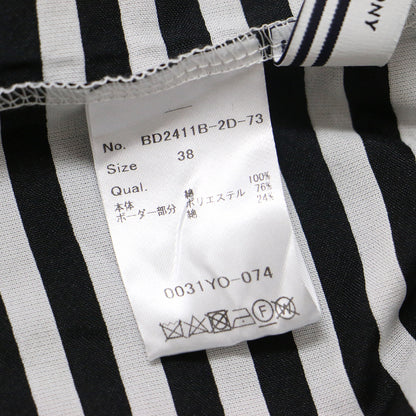 ONY
No. BD2411B-2D-73
Size 38
Qual.
本体 綿 100%
ボーダー部分 ポリエステル 76%
綿 24%
0031YO-074
F W